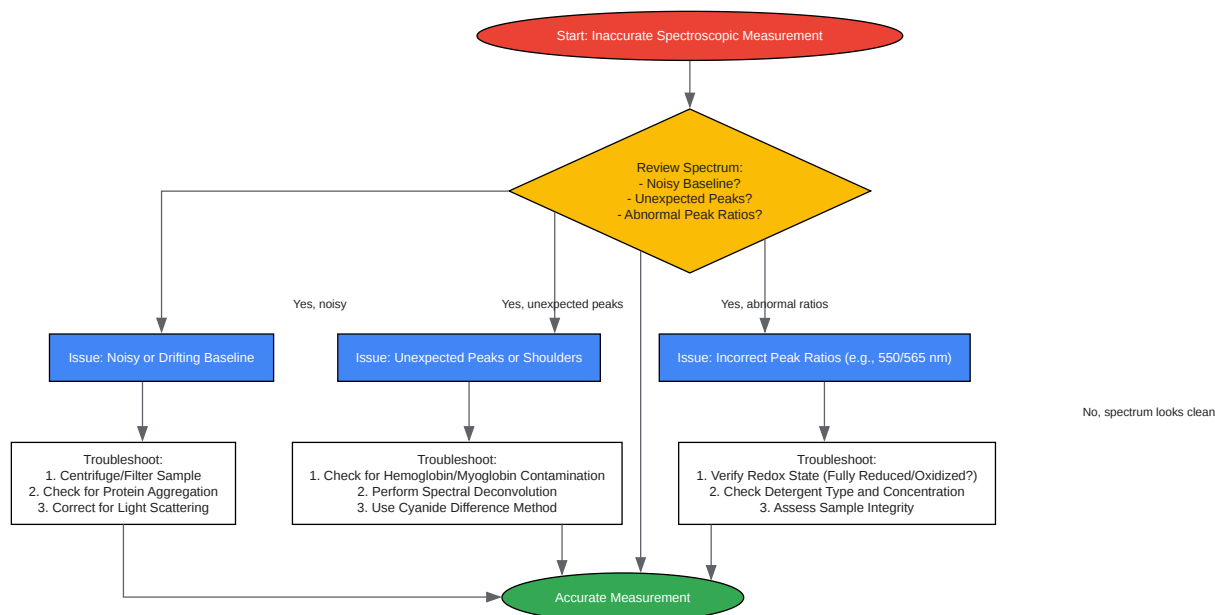 Start: Inaccurate Spectroscopic Measurement
Review Spectrum:
- Noisy Baseline?
- Unexpected Peaks?
- Abnormal Peak Ratios?
Yes, noisy
Yes, unexpected peaks
Yes, abnormal ratios
Issue: Noisy or Drifting Baseline
Issue: Unexpected Peaks or Shoulders
Issue: Incorrect Peak Ratios (e.g., 550/565 nm)
No, spectrum looks clean
Troubleshoot:
1. Centrifuge/Filter Sample
2. Check for Protein Aggregation
3. Correct for Light Scattering
Troubleshoot:
1. Check for Hemoglobin/Myoglobin Contamination
2. Perform Spectral Deconvolution
3. Use Cyanide Difference Method
Troubleshoot:
1. Verify Redox State (Fully Reduced/Oxidized?)
2. Check Detergent Type and Concentration
3. Assess Sample Integrity
Accurate Measurement